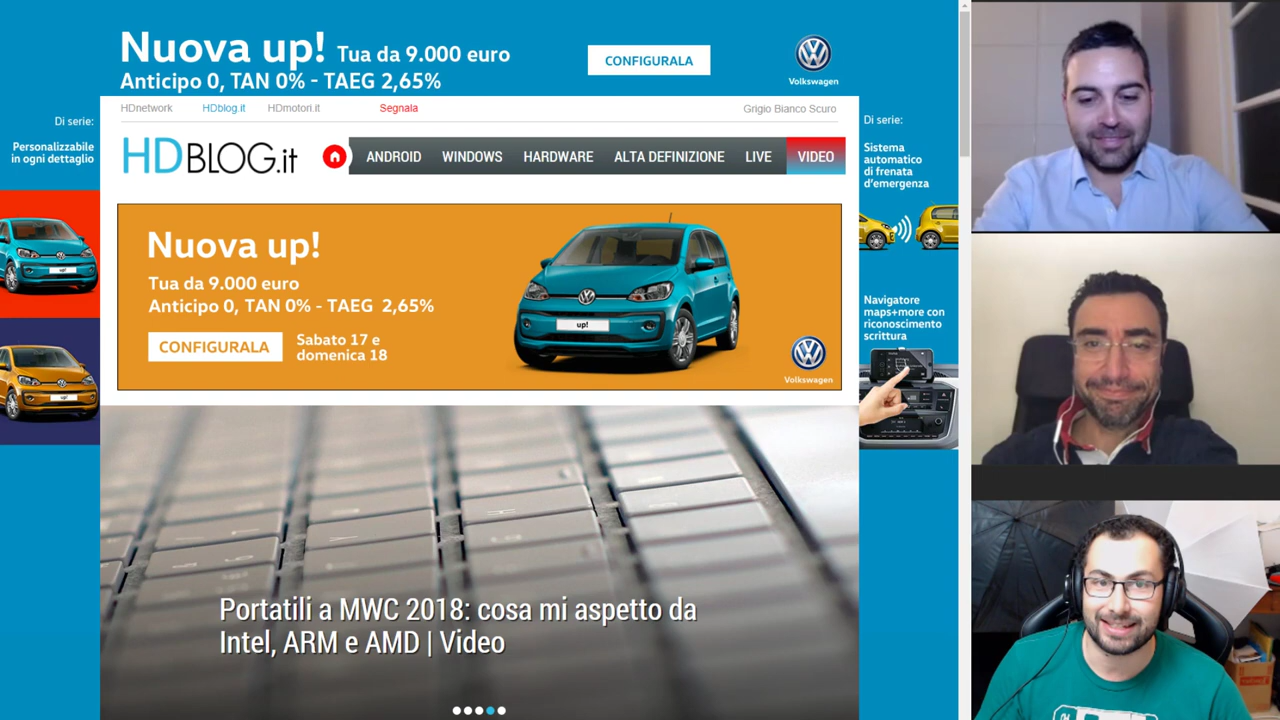 Nuova up! Tua da 9.000 euro
Anticipo 0, TAN 0% - TAEG 2,65%
CONFIGURALA
Volkswagen
HDnetwork HDblog.it HDmotori.it Segnala Grigio Bianco Scuro
Di serie:
Personalizzabile
in ogni dettaglio
HDBLOG.it
ANDROID WINDOWS HARDWARE ALTA DEFINIZIONE LIVE VIDEO
Di serie:
Sistema
automatico
di frenata
d'emergenza
Nuova up!
Tua da 9.000 euro
Anticipo 0, TAN 0% - TAEG 2,65%
CONFIGURALA
Sabato 17 e
domenica 18
up!
Volkswagen
up!
up!
Navigatore
maps+more con
riconoscimento
scrittura
Portatili a MWC 2018: cosa mi aspetto da
Intel, ARM e AMD | Video